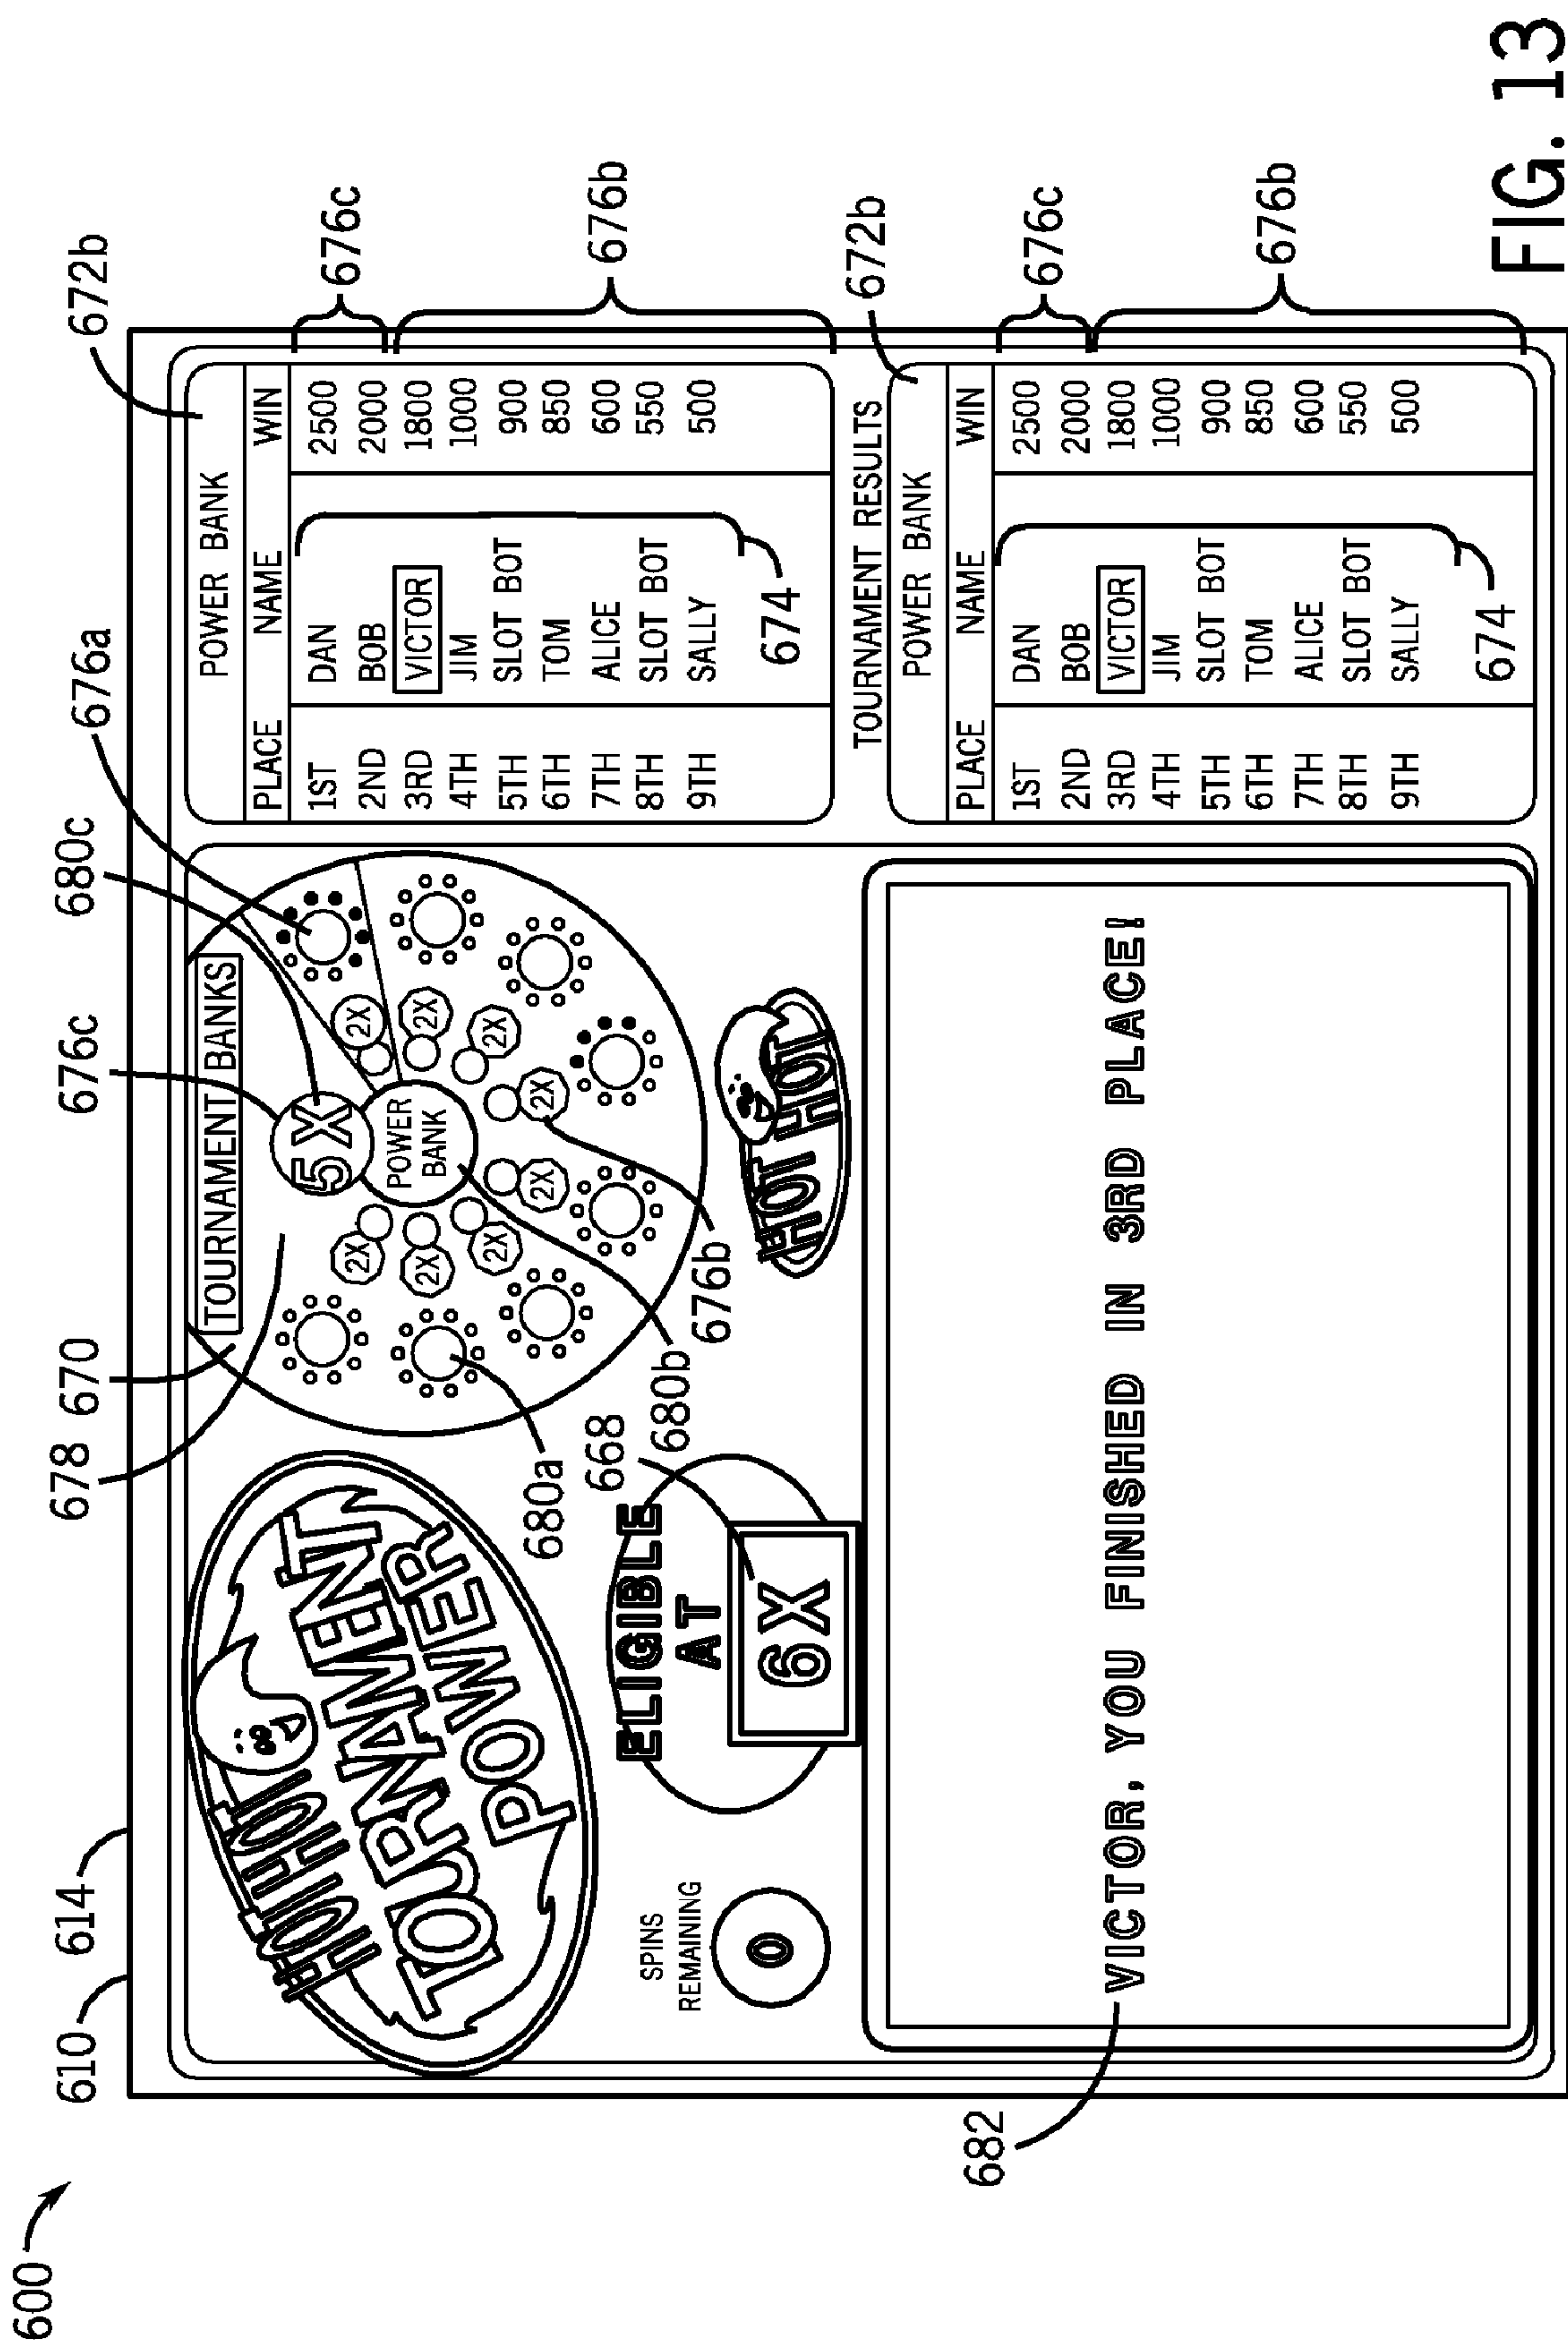 600
610
614
678
670
676c
680c
676a
672b
HOT HOT
TOURNAMENT
POWER
TOURNAMENT BANKS
5X
POWER
BANK
2X
2X
2X
2X
2X
2X
2X
2X
680a
668
680b
676b
SPINS
REMAINING
0
ELIGIBLE
AT
6X
HOT HOT
POWER BANK
PLACE NAME WIN
1ST DAN 2500
2ND BOB 2000
3RD VICTOR 1800
4TH JIM 1000
5TH SLOT BOT 900
6TH TOM 850
7TH ALICE 600
8TH SLOT BOT 550
9TH SALLY 500
674
676c
676b
TOURNAMENT RESULTS
672b
POWER BANK
PLACE NAME WIN
1ST DAN 2500
2ND BOB 2000
3RD VICTOR 1800
4TH JIM 1000
5TH SLOT BOT 900
6TH TOM 850
7TH ALICE 600
8TH SLOT BOT 550
9TH SALLY 500
674
676c
676b
682
VICTOR, YOU FINISHED IN 3RD PLACE!
FIG. 13